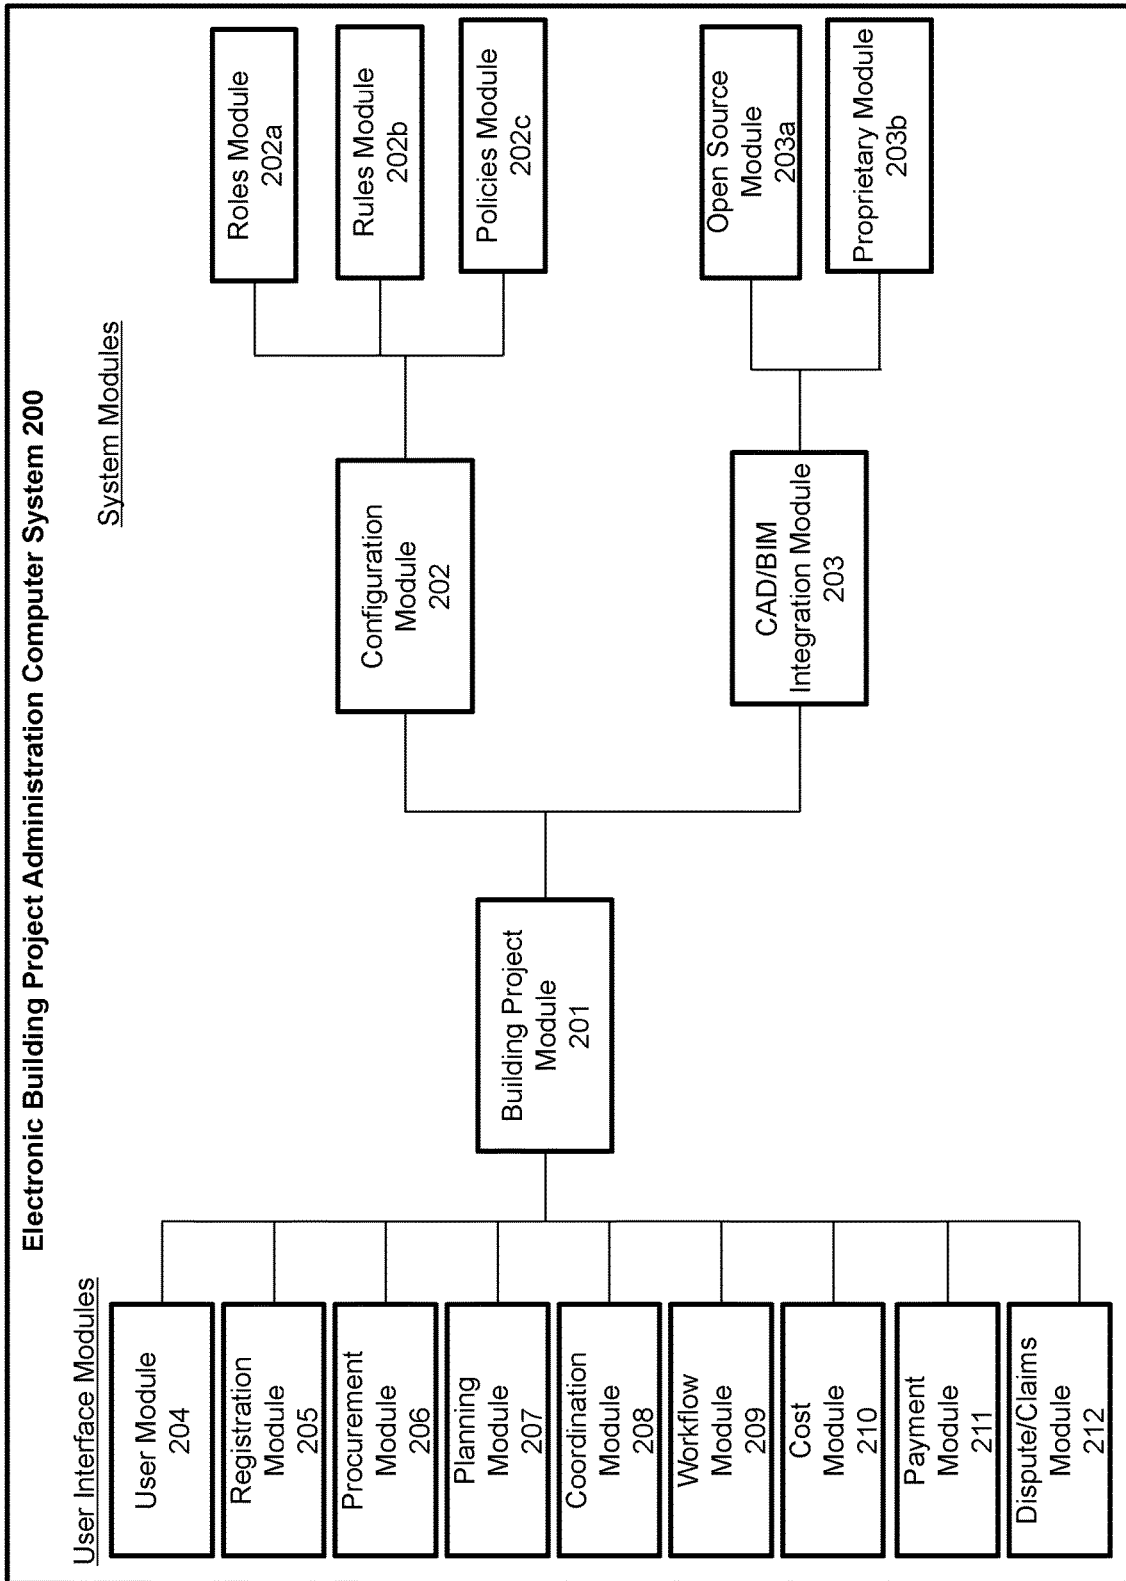 Electronic Building Project Administration Computer System 200
User Interface Modules
System Modules
User Module
204
Registration
Module
205
Procurement
Module
206
Planning
Module
207
Coordination
Module
208
Workflow
Module
209
Cost
Module
210
Payment
Module
211
Dispute/Claims
Module
212
Building Project
Module
201
Configuration
Module
202
CAD/BIM
Integration Module
203
Roles Module
202a
Rules Module
202b
Policies Module
202c
Open Source
Module
203a
Proprietary Module
203b